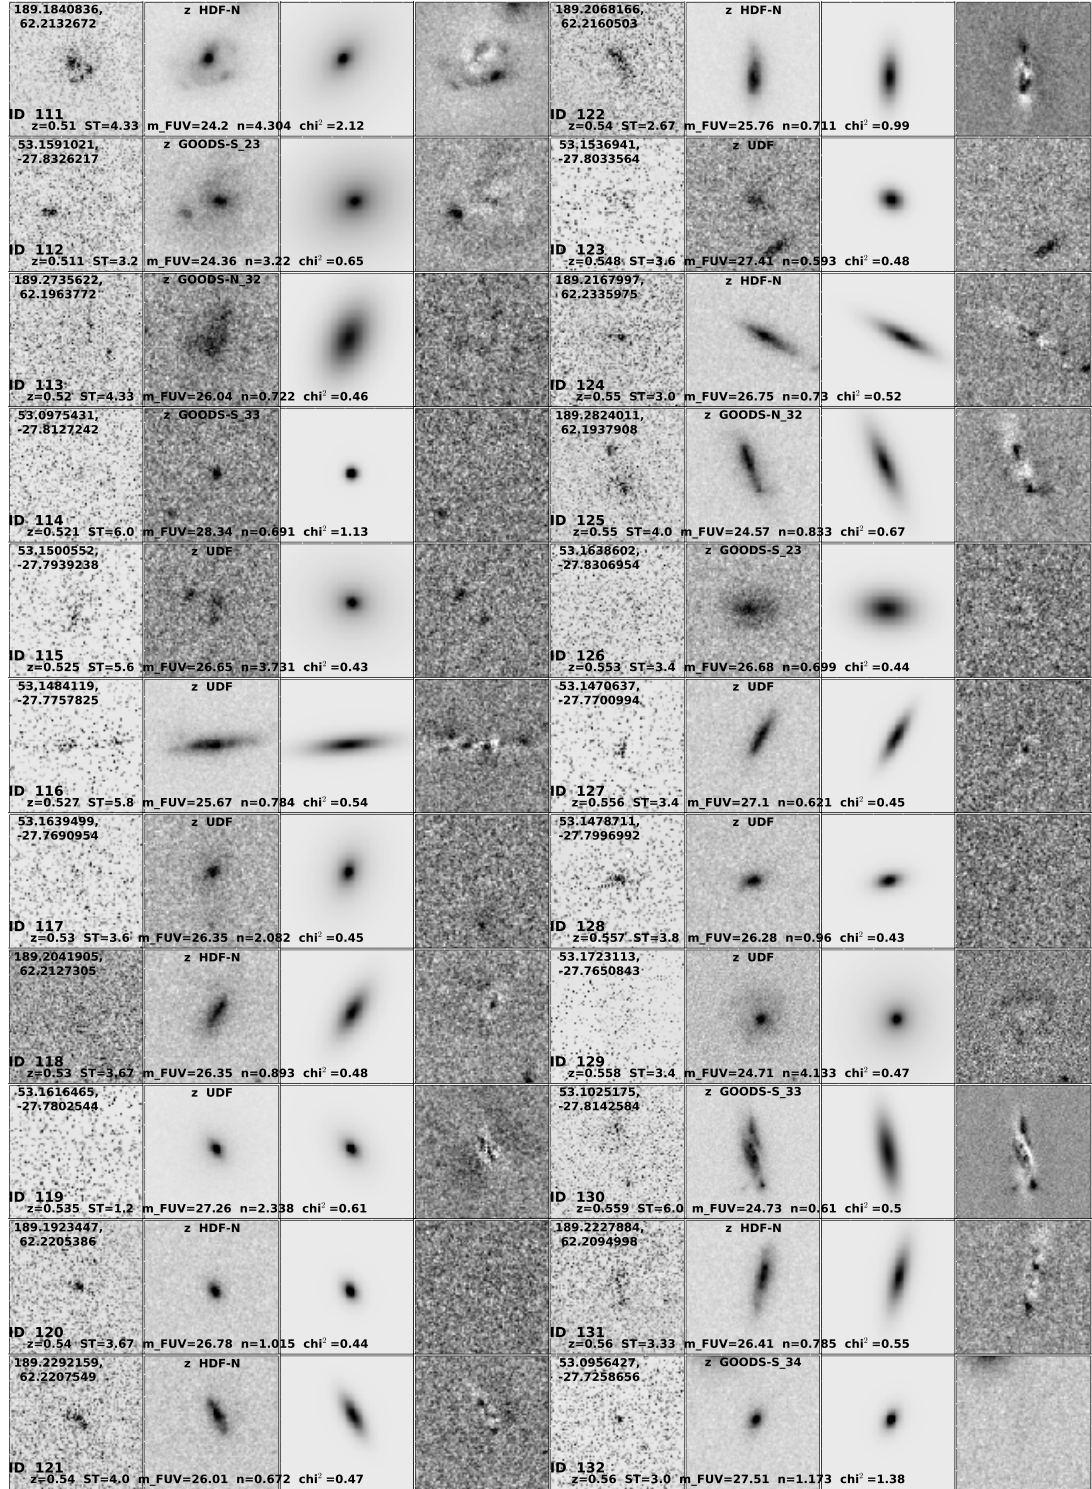 189.1840836,
62.2132672
z HDF-N
ID 111
z=0.51 ST=4.33 m_FUV=24.2 n=4.304 chi²=2.12
189.2068166,
62.2160503
z HDF-N
ID 122
z=0.54 ST=2.67 m_FUV=25.76 n=0.711 chi²=0.99
53.1591021,
-27.8326217
z GOODS-S_23
ID 112
z=0.511 ST=3.2 m_FUV=24.36 n=3.22 chi²=0.65
53.1536941,
-27.8033564
z UDF
ID 123
z=0.548 ST=3.6 m_FUV=27.41 n=0.593 chi²=0.48
189.2735622,
62.1963772
z GOODS-N_32
ID 113
z=0.52 ST=4.33 m_FUV=26.04 n=0.722 chi²=0.46
189.2167997,
62.2335975
z HDF-N
ID 124
z=0.55 ST=3.0 m_FUV=26.75 n=0.73 chi²=0.52
53.0975431,
-27.8127242
z GOODS-S_33
ID 114
z=0.521 ST=6.0 m_FUV=28.34 n=0.691 chi²=1.13
189.2824011,
62.1937908
z GOODS-N_32
ID 125
z=0.55 ST=4.0 m_FUV=24.57 n=0.833 chi²=0.67
53.1500552,
-27.7939238
z UDF
ID 115
z=0.525 ST=5.6 m_FUV=26.65 n=3.731 chi²=0.43
53.1638602,
-27.8306954
z GOODS-S_23
ID 126
z=0.553 ST=3.4 m_FUV=26.68 n=0.699 chi²=0.44
53.1484119,
-27.7757825
z UDF
ID 116
z=0.527 ST=5.8 m_FUV=25.67 n=0.784 chi²=0.54
53.1470637,
-27.7700994
z UDF
ID 127
z=0.556 ST=3.4 m_FUV=27.1 n=0.621 chi²=0.45
53.1639499,
-27.7690954
z UDF
ID 117
z=0.53 ST=3.6 m_FUV=26.35 n=2.082 chi²=0.45
53.1478711,
-27.7996992
z UDF
ID 128
z=0.557 ST=3.8 m_FUV=26.28 n=0.96 chi²=0.43
189.2041905,
62.2127305
z HDF-N
ID 118
z=0.53 ST=3.67 m_FUV=26.35 n=0.893 chi²=0.48
53.1723113,
-27.7650843
z UDF
ID 129
z=0.558 ST=3.4 m_FUV=24.71 n=4.133 chi²=0.47
53.1616465,
-27.7802544
z UDF
ID 119
z=0.535 ST=1.2 m_FUV=27.26 n=2.338 chi²=0.61
53.1025175,
-27.8142584
z GOODS-S_33
ID 130
z=0.559 ST=6.0 m_FUV=24.73 n=0.61 chi²=0.5
189.1923447,
62.2205386
z HDF-N
ID 120
z=0.54 ST=3.67 m_FUV=26.78 n=1.015 chi²=0.44
189.2227884,
62.2094998
z HDF-N
ID 131
z=0.56 ST=3.33 m_FUV=26.41 n=0.785 chi²=0.55
189.2292159,
62.2207549
z HDF-N
ID 121
z=0.54 ST=4.0 m_FUV=26.01 n=0.672 chi²=0.47
53.0956427,
-27.7258656
z GOODS-S_34
ID 132
z=0.56 ST=3.0 m_FUV=27.51 n=1.173 chi²=1.38